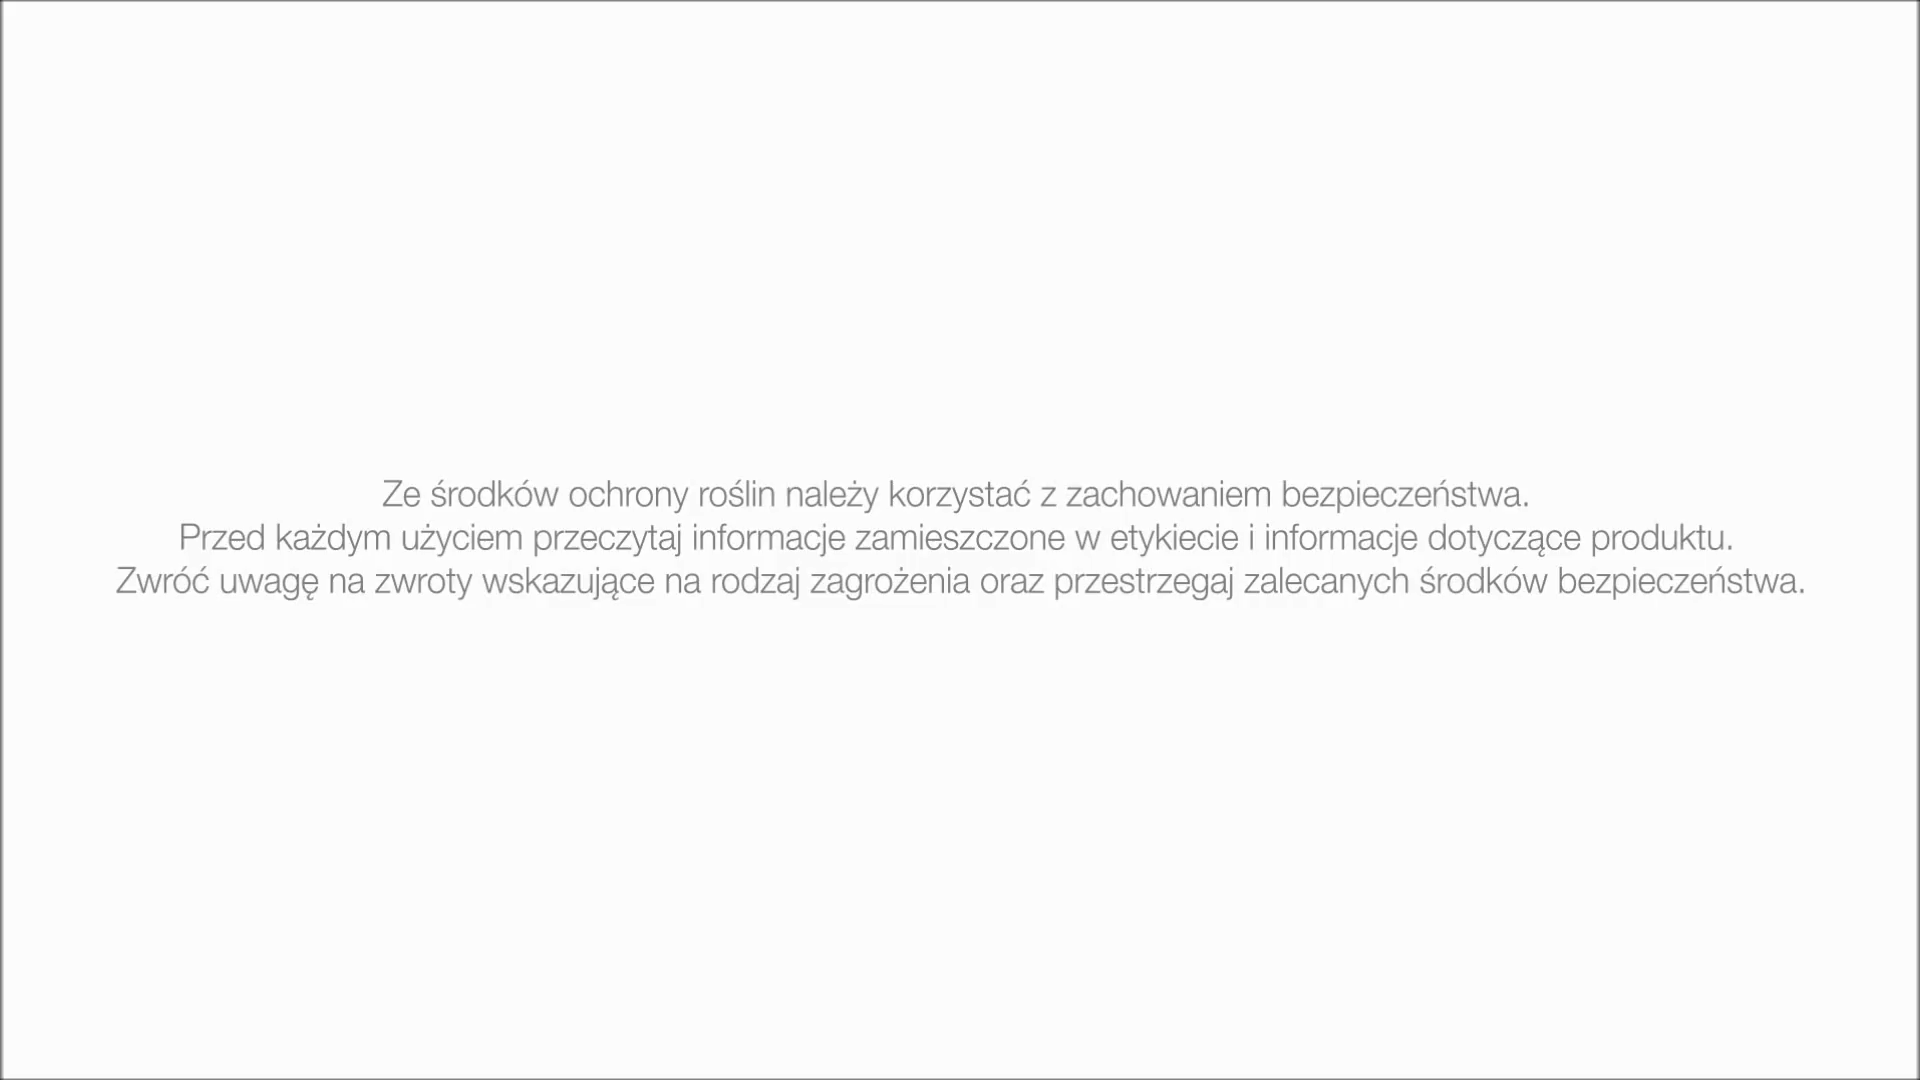 Ze środków ochrony roślin należy korzystać z zachowaniem bezpieczeństwa.
Przed każdym użyciem przeczytaj informacje zamieszczone w etykiecie i informacje dotyczące produktu.
Zwróć uwagę na zwroty wskazujące na rodzaj zagrożenia oraz przestrzegaj zalecanych środków bezpieczeństwa.